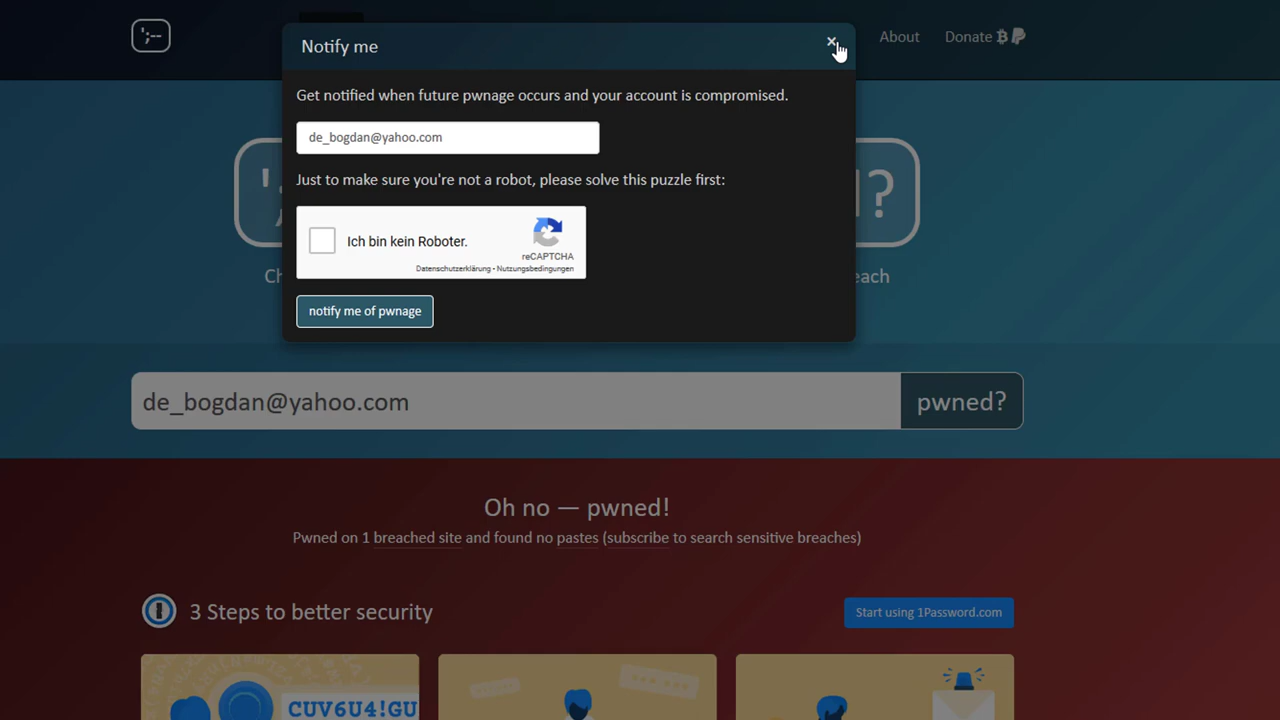 ';--
Notify me
×
About
Donate
Get notified when future pwnage occurs and your account is compromised.
de_bogdan@yahoo.com
Just to make sure you're not a robot, please solve this puzzle first:
';
?
Ich bin kein Roboter.
reCAPTCHA
Datenschutzerklärung - Nutzungsbedingungen
Ch
each
notify me of pwnage
de_bogdan@yahoo.com
pwned?
Oh no — pwned!
Pwned on 1 breached site and found no pastes (subscribe to search sensitive breaches)
3 Steps to better security
Start using 1Password.com
CUV6U4!GU